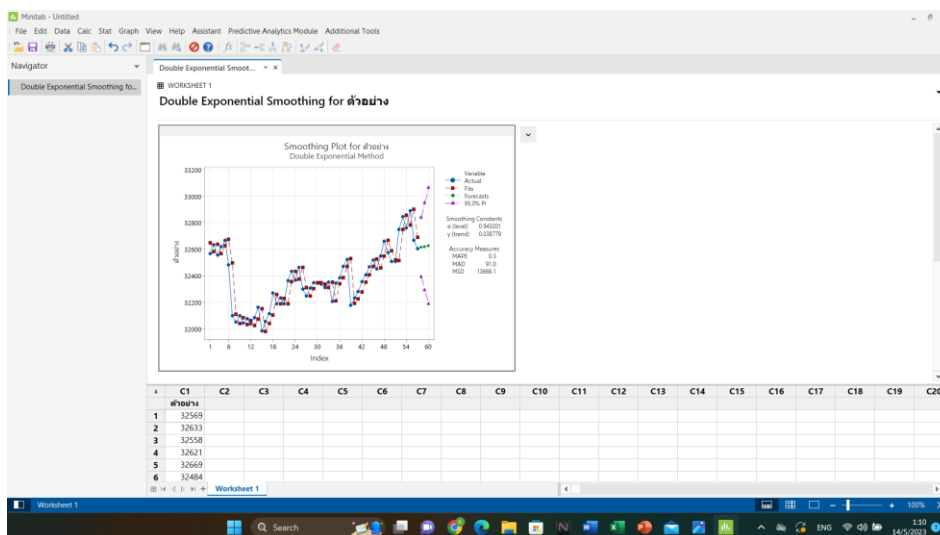 Minitab - Untitled
File Edit Data Calc Stat Graph View Help Assistant Predictive Analytics Module Additional Tools
Navigator
Double Exponential Smoot...
Double Exponential Smoothing fo...
WORKSHEET 1
Double Exponential Smoothing for ตัวอย่าง
Smoothing Plot for ตัวอย่าง
Double Exponential Method
33200
33000
32800
32600
32400
32200
32000
ตัวอย่าง
1 6 12 18 24 30 36 42 48 54 60
Index
Variable
Actual
Fits
Forecasts
95.0% PI
Smoothing Constants
α (level) 0.943201
γ (trend) 0.038779
Accuracy Measures
MAPE 0.3
MAD 91.0
MSD 13666.1
C1 C2 C3 C4 C5 C6 C7 C8 C9 C10 C11 C12 C13 C14 C15 C16 C17 C18 C19 C20
ตัวอย่าง
1 32569
2 32633
3 32558
4 32621
5 32669
6 32484
Worksheet 1
Worksheet 1
100%
Search
ENG
1:10
14/5/2023